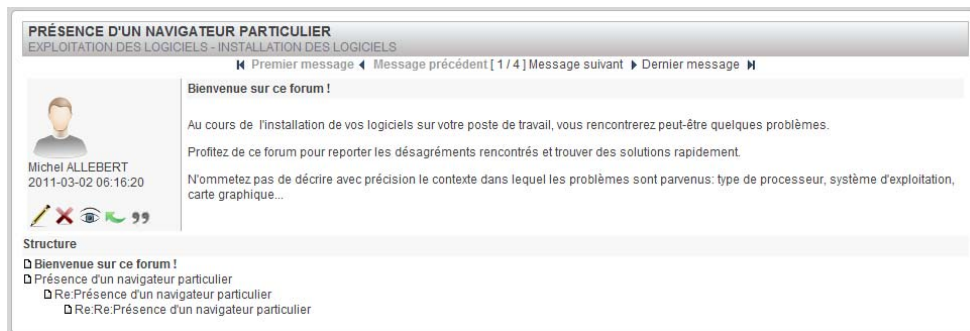 PRÉSENCE D'UN NAVIGATEUR PARTICULIER
EXPLOITATION DES LOGICIELS - INSTALLATION DES LOGICIELS
Premier message Message précédent [ 1 / 4 ] Message suivant Dernier message
Bienvenue sur ce forum !
Au cours de l'installation de vos logiciels sur votre poste de travail, vous rencontrerez peut-être quelques problèmes.
Profitez de ce forum pour reporter les désagréments rencontrés et trouver des solutions rapidement.
N'ommetez pas de décrire avec précision le contexte dans lequel les problèmes sont parvenus: type de processeur, système d'exploitation,
carte graphique...
Michel ALLEBERT
2011-03-02 06:16:20
Structure
Bienvenue sur ce forum !
Présence d'un navigateur particulier
Re:Présence d'un navigateur particulier
Re:Re:Présence d'un navigateur particulier